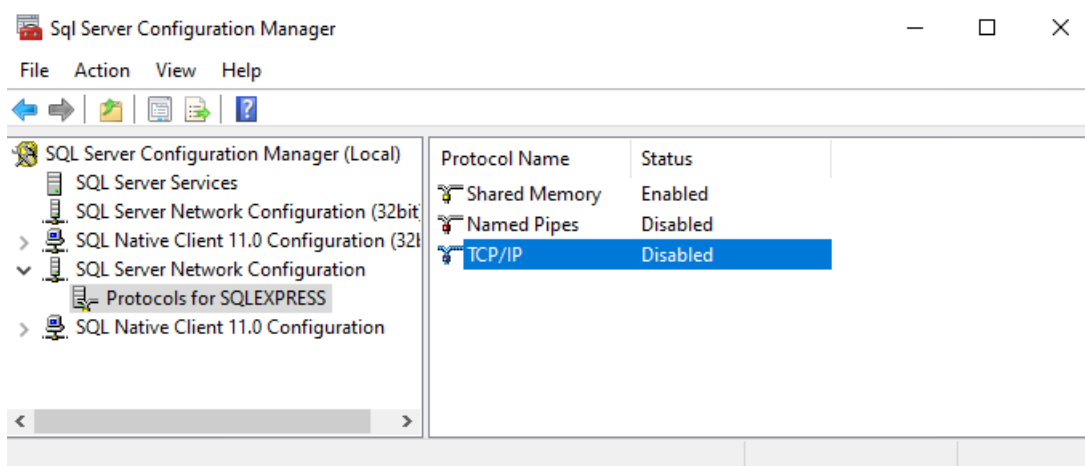 Sql Server Configuration Manager
File Action View Help
SQL Server Configuration Manager (Local)
SQL Server Services
SQL Server Network Configuration (32bit
SQL Native Client 11.0 Configuration (32b
SQL Server Network Configuration
Protocols for SQLEXPRESS
SQL Native Client 11.0 Configuration
Protocol Name Status
Shared Memory Enabled
Named Pipes Disabled
TCP/IP Disabled